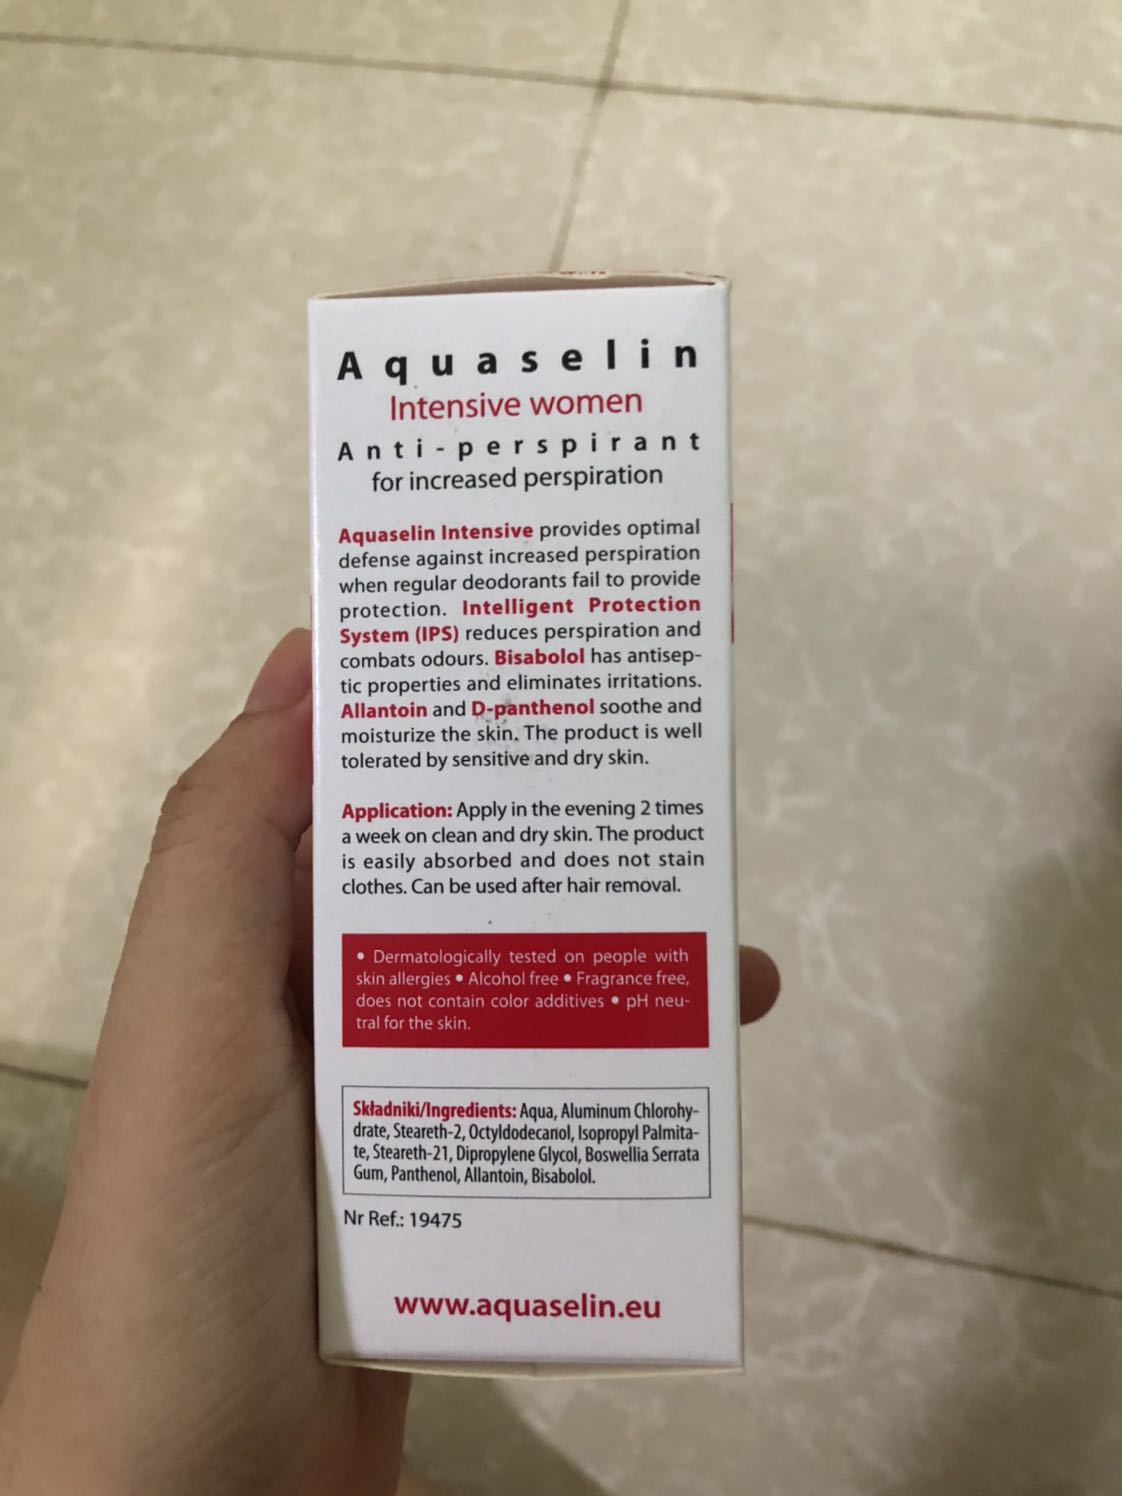 Aquaselin
Intensive women
Anti-perspirant
for increased perspiration
Aquaselin Intensive provides optimal
defense against increased perspiration
when regular deodorants fail to provide
protection. Intelligent Protection
System (IPS) reduces perspiration and
combats odours. Bisabolol has antisep-
tic properties and eliminates irritations.
Allantoin and D-panthenol soothe and
moisturize the skin. The product is well
tolerated by sensitive and dry skin.
Application: Apply in the evening 2 times
a week on clean and dry skin. The product
is easily absorbed and does not stain
clothes. Can be used after hair removal.
• Dermatologically tested on people with
skin allergies • Alcohol free • Fragrance free,
does not contain color additives • pH neu-
tral for the skin.
Składniki/Ingredients: Aqua, Aluminum Chlorohy-
drate, Steareth-2, Octyldodecanol, Isopropyl Palmita-
te, Steareth-21, Dipropylene Glycol, Boswellia Serrata
Gum, Panthenol, Allantoin, Bisabolol.
Nr Ref.: 19475
www.aquaselin.eu